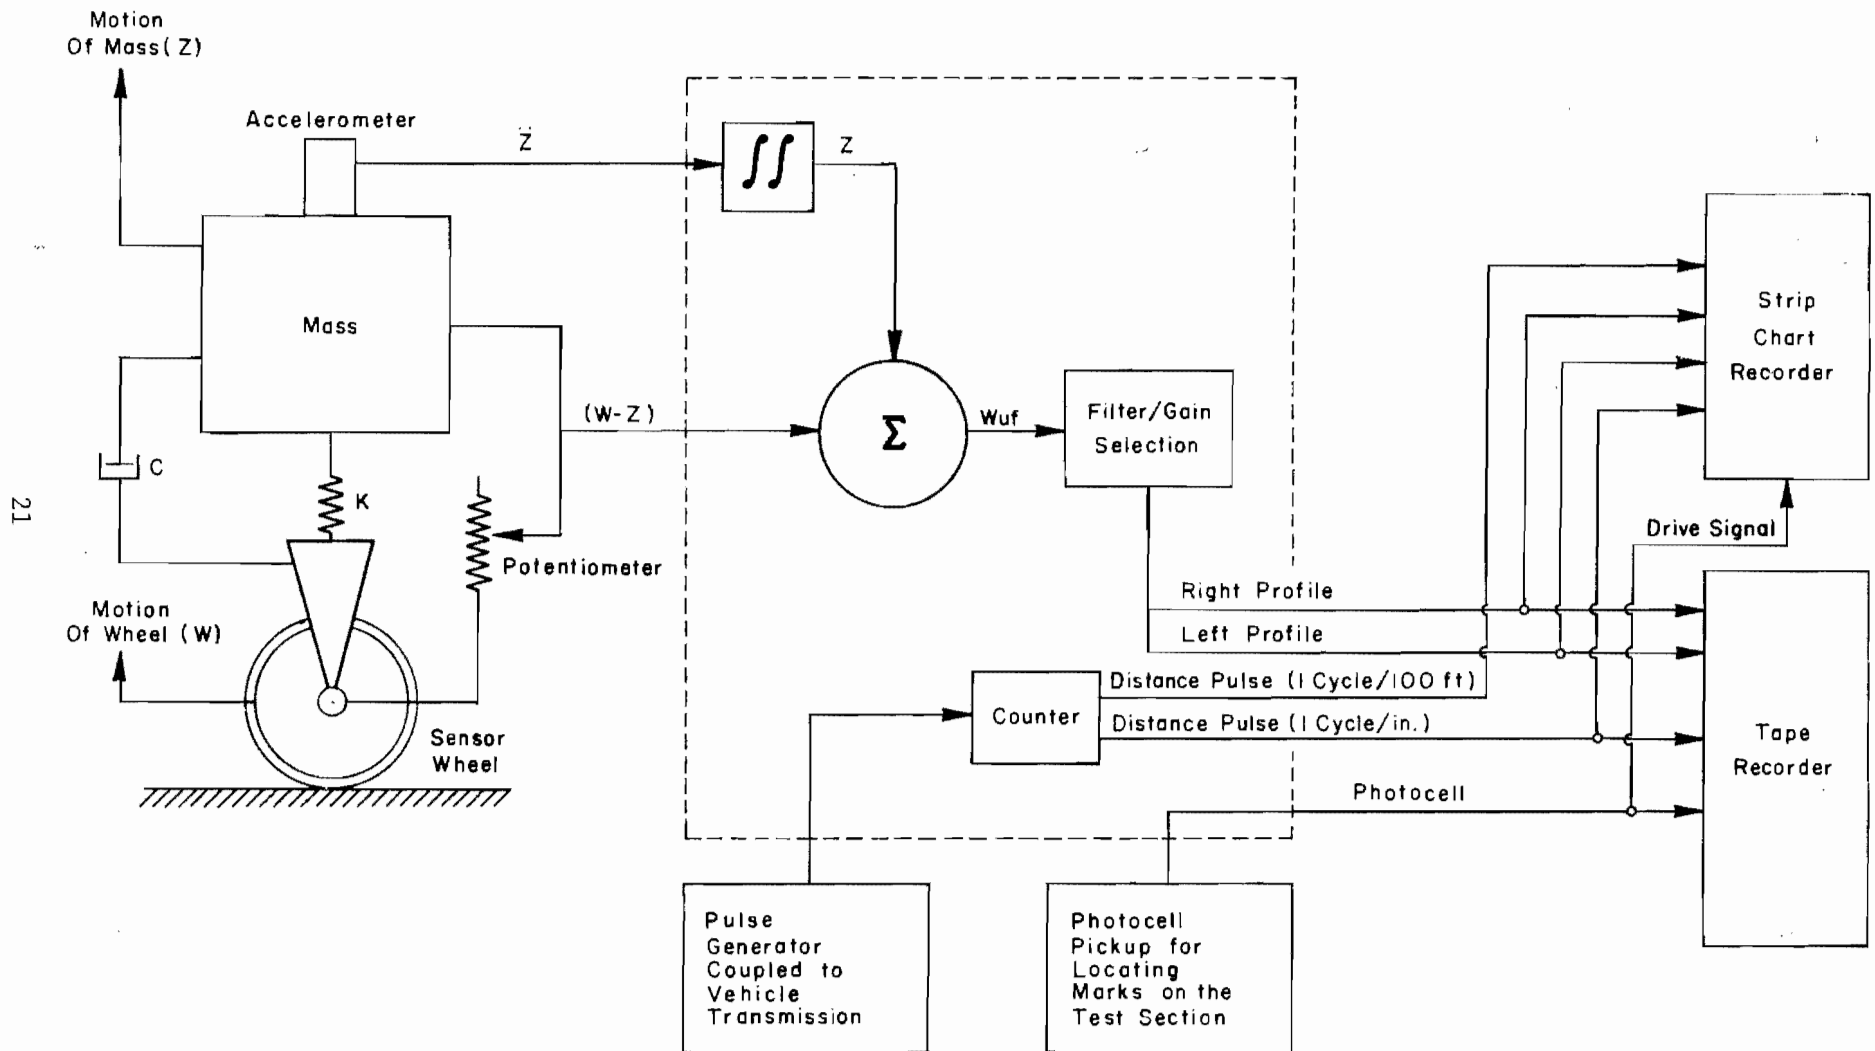 Motion
Of Mass(Z)
Accelerometer
Z̈
∫∫
Z
Mass
(W-Z)
Σ
Wuf
Filter/Gain
Selection
Strip
Chart
Recorder
C
K
Potentiometer
Drive Signal
21
Motion
Of Wheel (W)
Right Profile
Left Profile
Distance Pulse (1 Cycle/100 ft)
Counter
Distance Pulse (1 Cycle/in.)
Sensor
Wheel
Tape
Recorder
Photocell
Pulse
Generator
Coupled to
Vehicle
Transmission
Photocell
Pickup for
Locating
Marks on the
Test Section